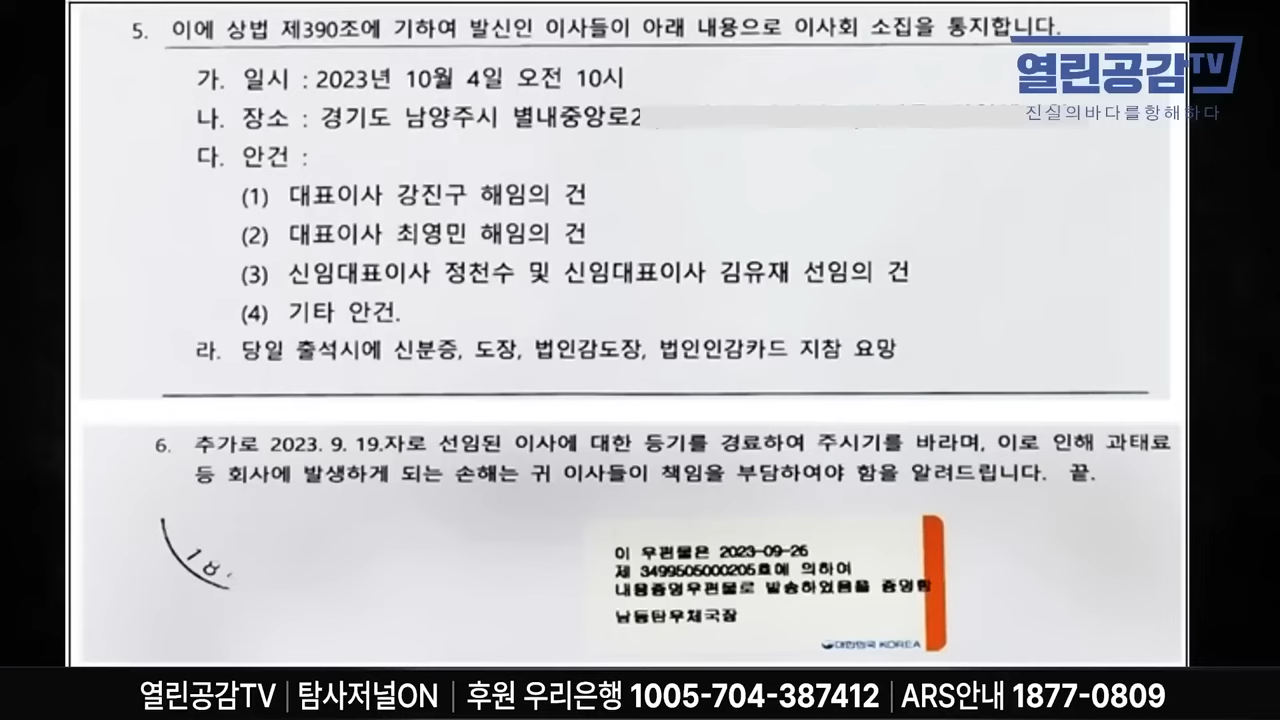 5. 이에 상법 제390조에 기하여 발신인 이사들이 아래 내용으로 이사회 소집을 통지합니다.
열린공감TV
진실의바다를항해하다
가. 일시 : 2023년 10월 4일 오전 10시
나. 장소 : 경기도 남양주시 별내중앙로2
다. 안건 :
(1) 대표이사 강진구 해임의 건
(2) 대표이사 최영민 해임의 건
(3) 신임대표이사 정천수 및 신임대표이사 김유재 선임의 건
(4) 기타 안건.
라. 당일 출석시에 신분증, 도장, 법인감도장, 법인인감카드 지참 요망
6. 추가로 2023. 9. 19.자로 선임된 이사에 대한 등기를 경료하여 주시기를 바라며, 이로 인해 과태료
등 회사에 발생하게 되는 손해는 귀 이사들이 책임을 부담하여야 함을 알려드립니다. 끝.
이 우편물은 2023-09-26
제 3499505000205호에 의하여
내용증명우편물로 발송하였음을 증명함
남동탄우체국장
대한민국 KOREA
열린공감TV | 탐사저널ON | 후원 우리은행 1005-704-387412 | ARS안내 1877-0809